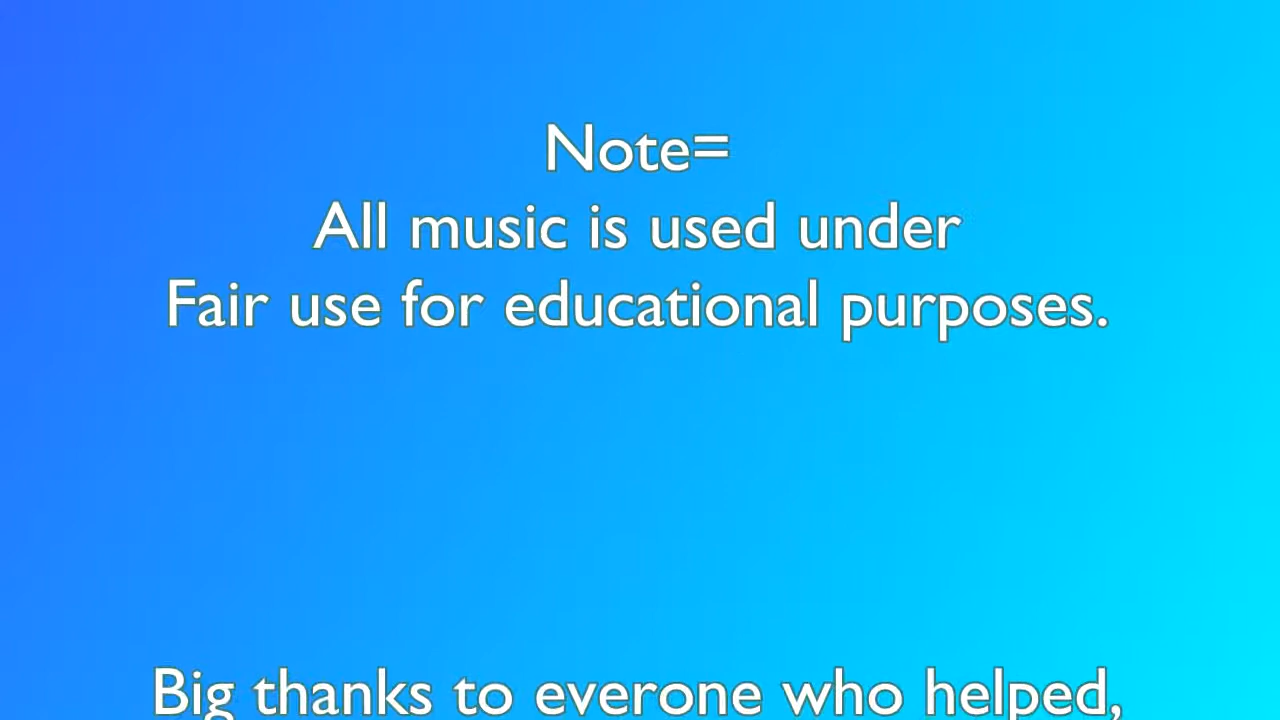 Note=
All music is used under
Fair use for educational purposes.
Big thanks to everone who helped,